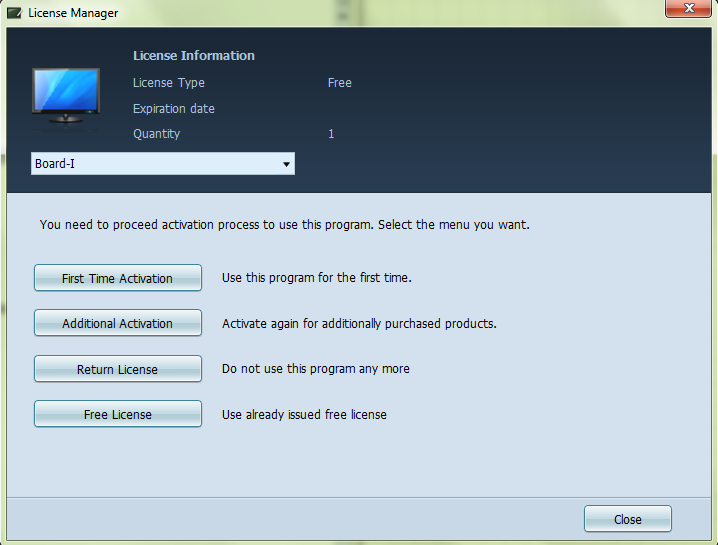 License Manager
License Information
License Type Free
Expiration date
Quantity 1
Board-I
You need to proceed activation process to use this program. Select the menu you want.
First Time Activation Use this program for the first time.
Additional Activation Activate again for additionally purchased products.
Return License Do not use this program any more
Free License Use already issued free license
Close